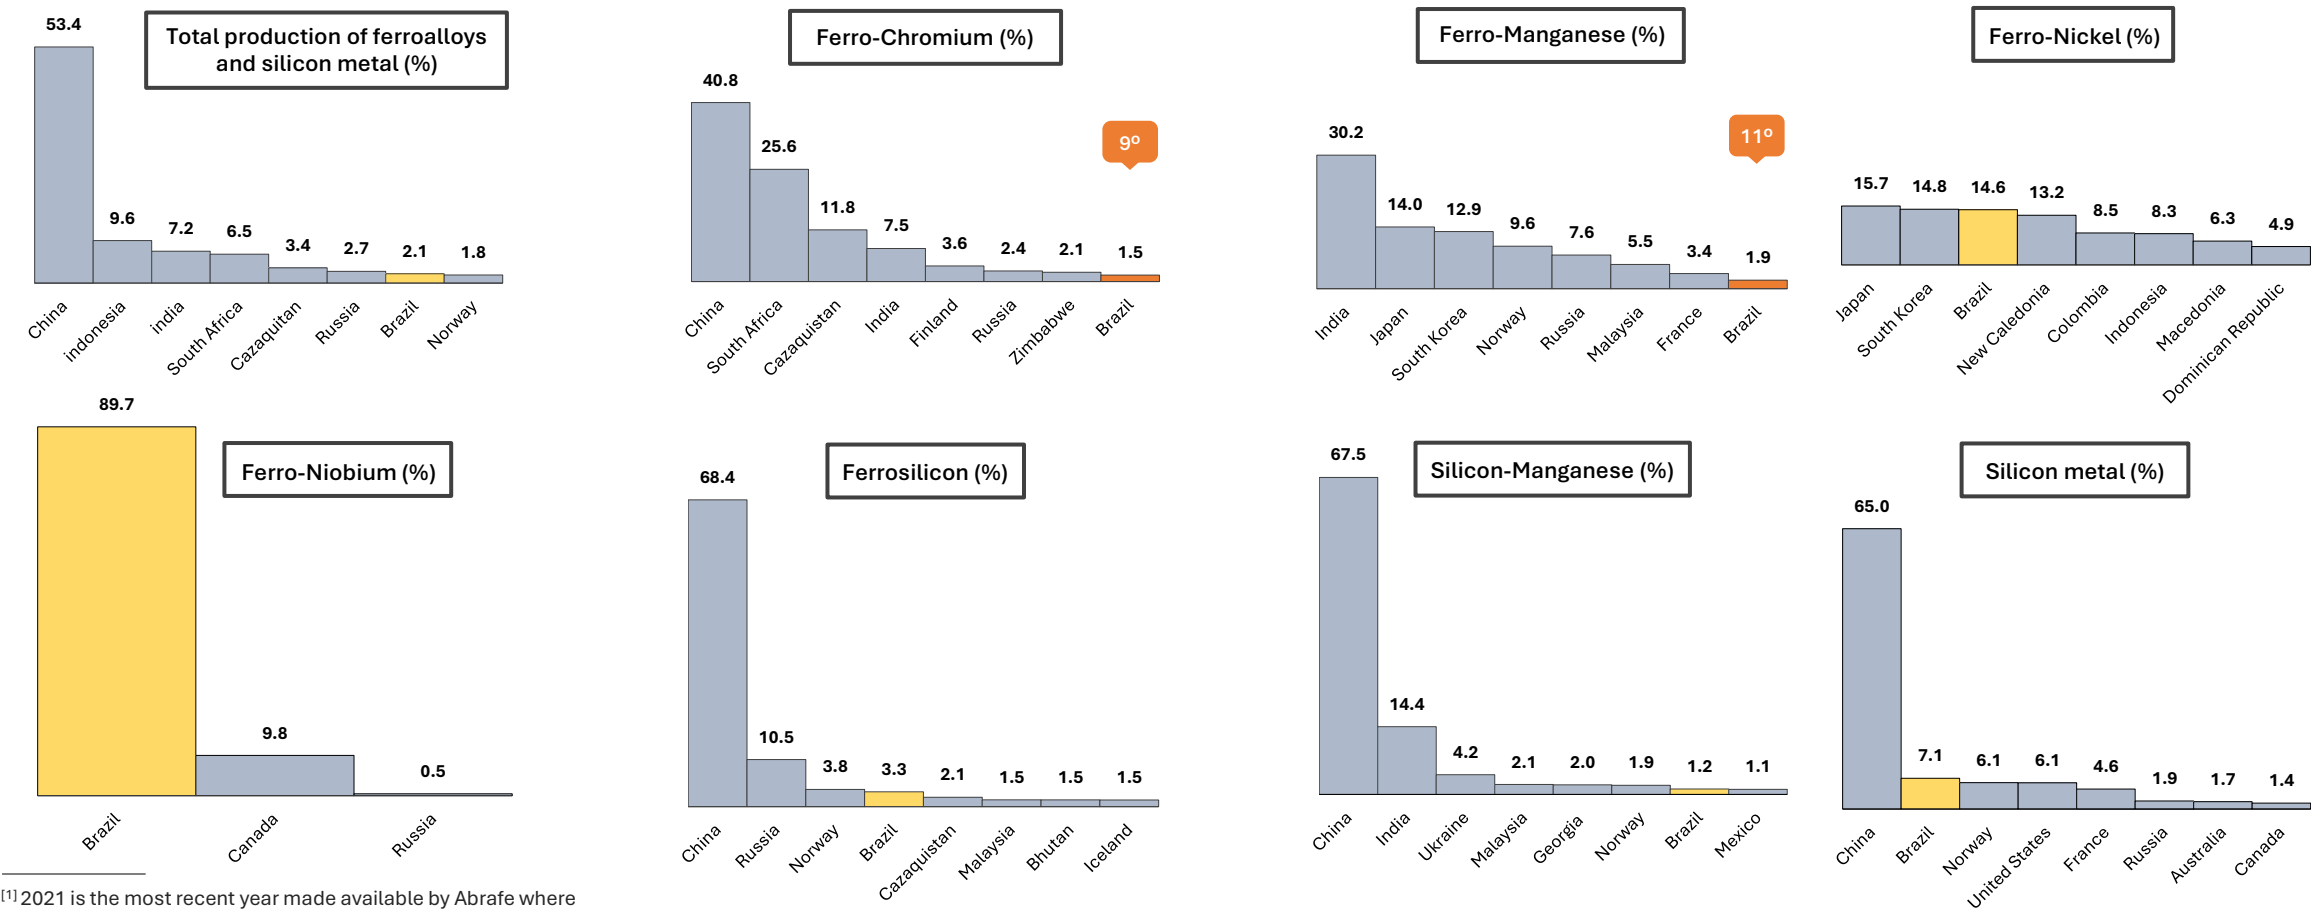 Total production of ferroalloys
and silicon metal (%)
53.4
9.6
7.2
6.5
3.4
2.7
2.1
1.8
China
indonesia
india
South Africa
Cazaquitan
Russia
Brazil
Norway
Ferro-Chromium (%)
40.8
25.6
11.8
7.5
3.6
2.4
2.1
1.5
9º
China
South Africa
Cazaquistan
India
Finland
Russia
Zimbabwe
Brazil
Ferro-Manganese (%)
30.2
14.0
12.9
9.6
7.6
5.5
3.4
1.9
11º
India
Japan
South Korea
Norway
Russia
Malaysia
France
Brazil
Ferro-Nickel (%)
15.7
14.8
14.6
13.2
8.5
8.3
6.3
4.9
Japan
South Korea
Brazil
New Caledonia
Colombia
Indonesia
Macedonia
Dominican Republic
Ferro-Niobium (%)
89.7
9.8
0.5
Brazil
Canada
Russia
Ferrosilicon (%)
68.4
10.5
3.8
3.3
2.1
1.5
1.5
1.5
China
Russia
Norway
Brazil
Cazaquistan
Malaysia
Bhutan
Iceland
Silicon-Manganese (%)
67.5
14.4
4.2
2.1
2.0
1.9
1.2
1.1
China
India
Ukraine
Malaysia
Georgia
Norway
Brazil
Mexico
Silicon metal (%)
65.0
7.1
6.1
6.1
4.6
1.9
1.7
1.4
China
Brazil
Norway
United States
France
Russia
Australia
Canada
[1] 2021 is the most recent year made available by Abrafe where